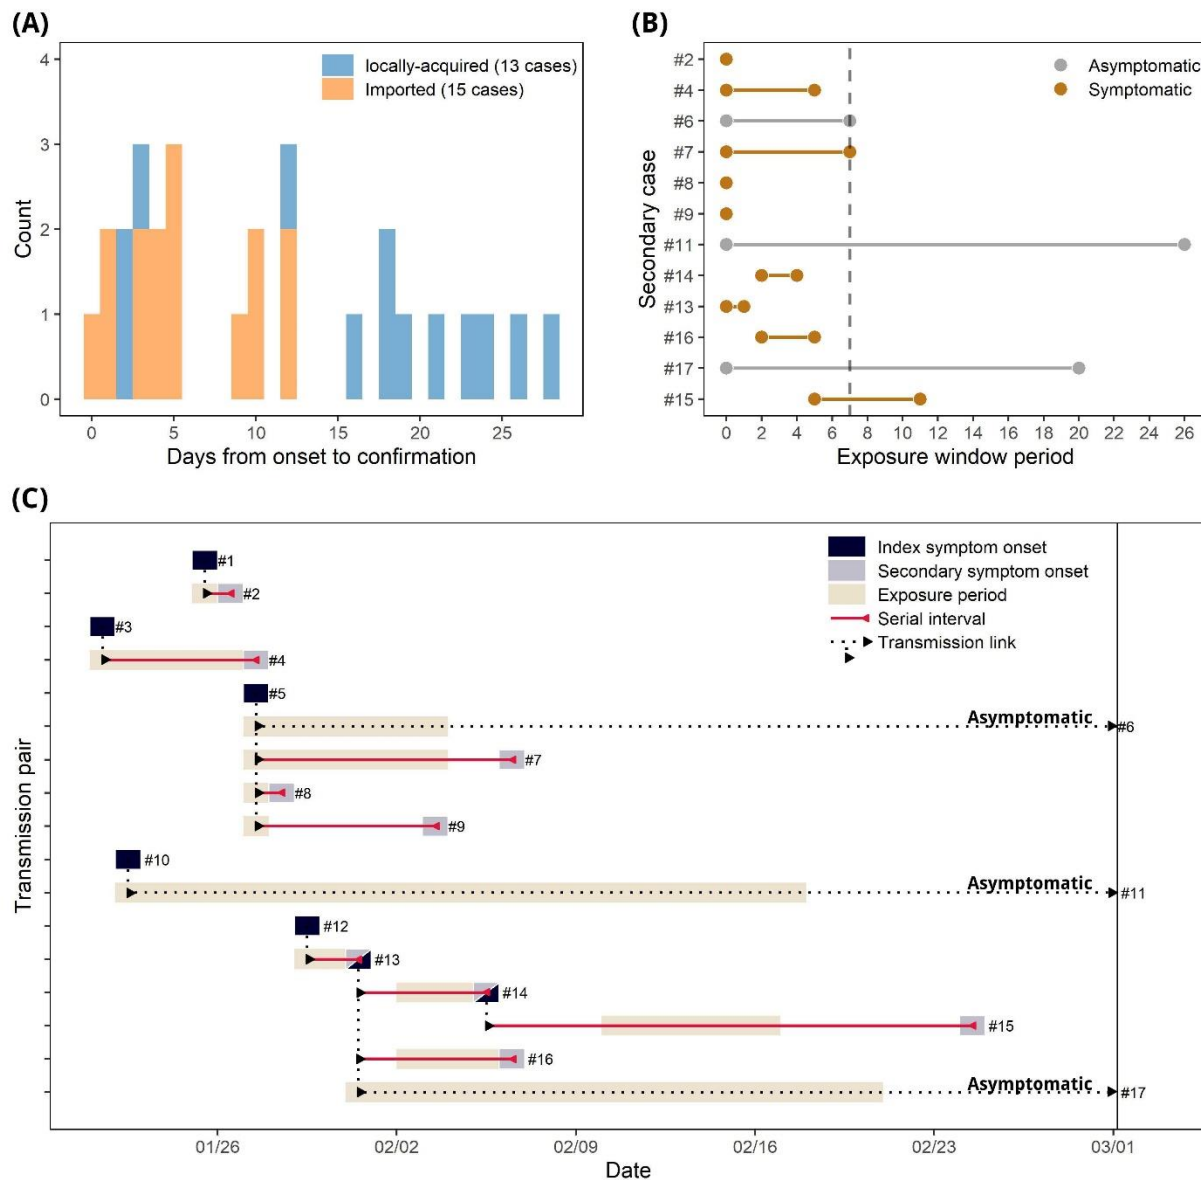 (A)
4
3
2
1
0
Count
locally-acquired (13 cases)
Imported (15 cases)
0 5 10 15 20 25
Days from onset to confirmation
(B)
#2
#4
#6
#7
#8
#9
#11
#14
#13
#16
#17
#15
Secondary case
Asymptomatic
Symptomatic
0 2 4 6 8 10 12 14 16 18 20 22 24 26
Exposure window period
(C)
Transmission pair
Index symptom onset
Secondary symptom onset
Exposure period
Serial interval
Transmission link
#1
#2
#3
#4
#5
Asymptomatic
#6
#7
#8
#9
#10
Asymptomatic
#11
#12
#13
#14
#15
#16
Asymptomatic
#17
01/26 02/02 02/09 02/16 02/23 03/01
Date